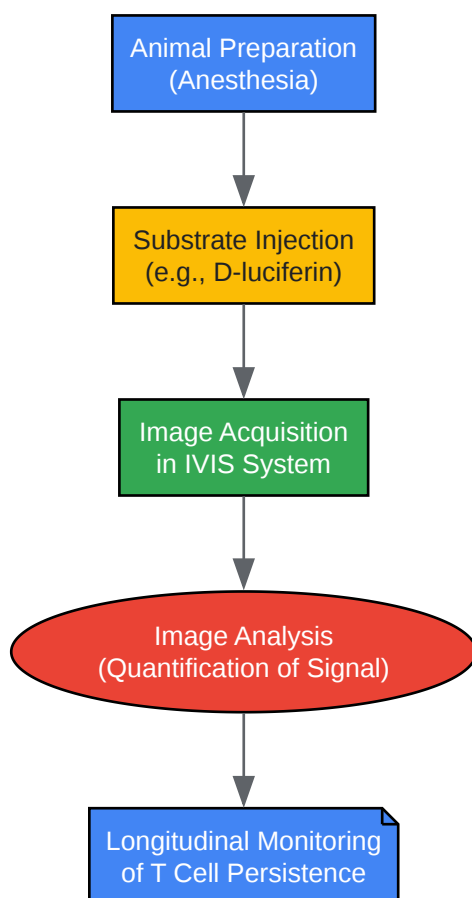 Animal Preparation
(Anesthesia)
Substrate Injection
(e.g., D-luciferin)
Image Acquisition
in IVIS System
Image Analysis
(Quantification of Signal)
Longitudinal Monitoring
of T Cell Persistence